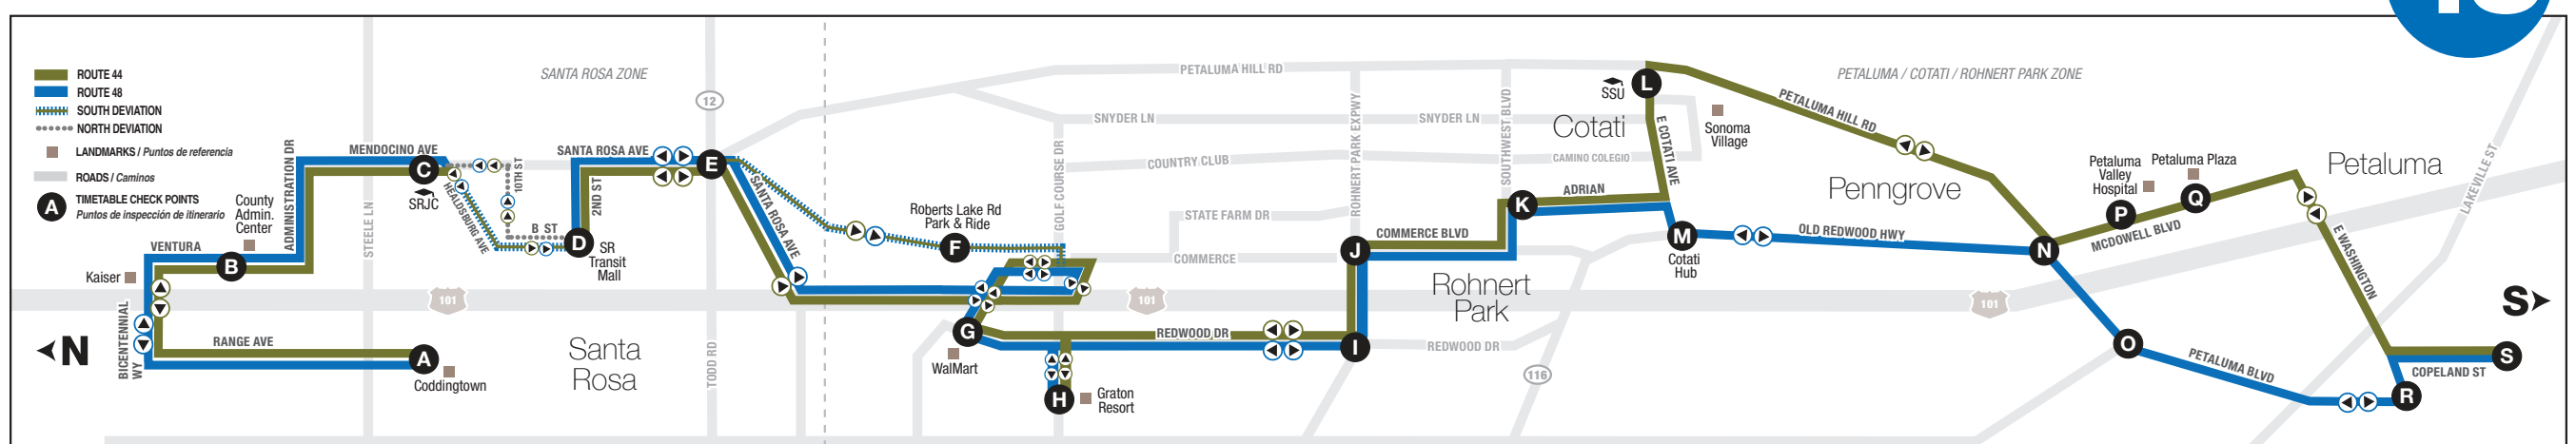 ROUTE 44
ROUTE 48
SOUTH DEVIATION
NORTH DEVIATION
LANDMARKS / Puntos de referencia
ROADS / Caminos
A
TIMETABLE CHECK POINTS
Puntos de inspección de itinerario
SANTA ROSA ZONE
PETALUMA / COTATI / ROHNERT PARK ZONE
N
S
Kaiser
VENTURA
B
County
Admin.
Center
ADMINISTRATION DR
BICENTENNIAL
WY
RANGE AVE
A
Coddingtown
STEELE LN
MENDOCINO AVE
C
SRJC
HEALDSBURG AVE
10TH ST
B ST
D
SR
Transit
Mall
2ND ST
SANTA ROSA AVE
101
Santa
Rosa
12
E
TODD RD
SANTA ROSA AVE
Roberts Lake Rd
Park & Ride
F
G
WalMart
H
Graton
Resort
GOLF COURSE DR
PETALUMA HILL RD
SNYDER LN
SNYDER LN
COUNTRY CLUB
STATE FARM DR
COMMERCE
101
REDWOOD DR
I
J
ROHNERT PARK EXPWY
COMMERCE BLVD
Rohnert
Park
REDWOOD DR
116
SOUTHWEST BLVD
K
ADRIAN
Cotati
CAMINO COLEGIO
L
SSU
E COTATI AVE
Sonoma
Village
M
Cotati
Hub
PETALUMA HILL RD
Penngrove
OLD REDWOOD HWY
101
N
O
Petaluma
Valley
Hospital
P
Petaluma Plaza
Q
MCDOWELL BLVD
Petaluma
E WASHINGTON
LAKEVILLE ST
PETALUMA BLVD
R
COPELAND ST
S